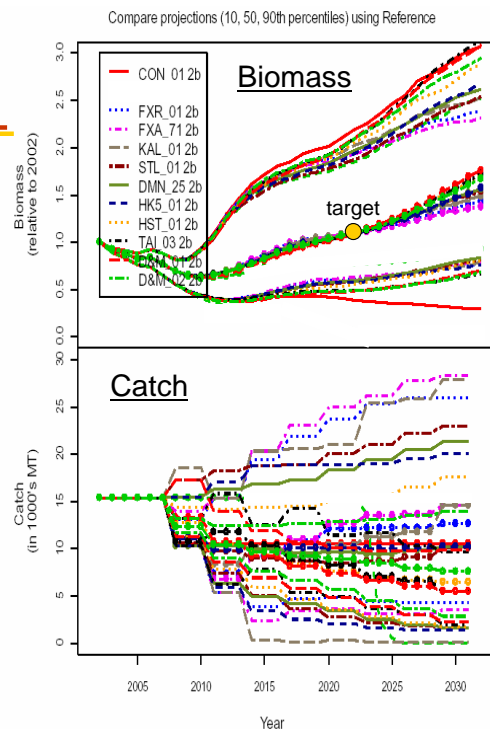 Compare projections (10, 50, 90th percentiles) using Reference
Biomass
(relative to 2002)
3.0
2.5
2.0
1.5
1.0
0.5
0.0
CON_01 2b
FXR_01 2b
FXA_71 2b
KAL_01 2b
STL_01 2b
DMN_25 2b
HK5_01 2b
HST_01 2b
TAI_03 2b
D&M_01 2b
D&M_02 2b
Biomass
target
Catch
(in 1000's MT)
30
25
20
15
10
5
0
Catch
2005
2010
2015
2020
2025
2030
Year